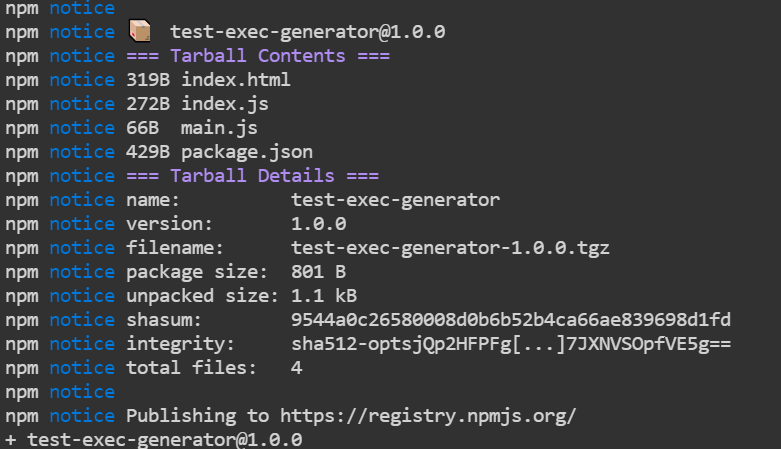 npm notice
npm notice 📦  test-exec-generator@1.0.0
npm notice === Tarball Contents ===
npm notice 319B index.html
npm notice 272B index.js
npm notice 66B  main.js
npm notice 429B package.json
npm notice === Tarball Details ===
npm notice name:          test-exec-generator
npm notice version:       1.0.0
npm notice filename:      test-exec-generator-1.0.0.tgz
npm notice package size:  801 B
npm notice unpacked size: 1.1 kB
npm notice shasum:        9544a0c26580008d0b6b52b4ca66ae839698d1fd
npm notice integrity:     sha512-optsjQp2HFPFg[...]7JXNVSOpfVE5g==
npm notice total files:   4
npm notice
npm notice Publishing to https://registry.npmjs.org/
+ test-exec-generator@1.0.0